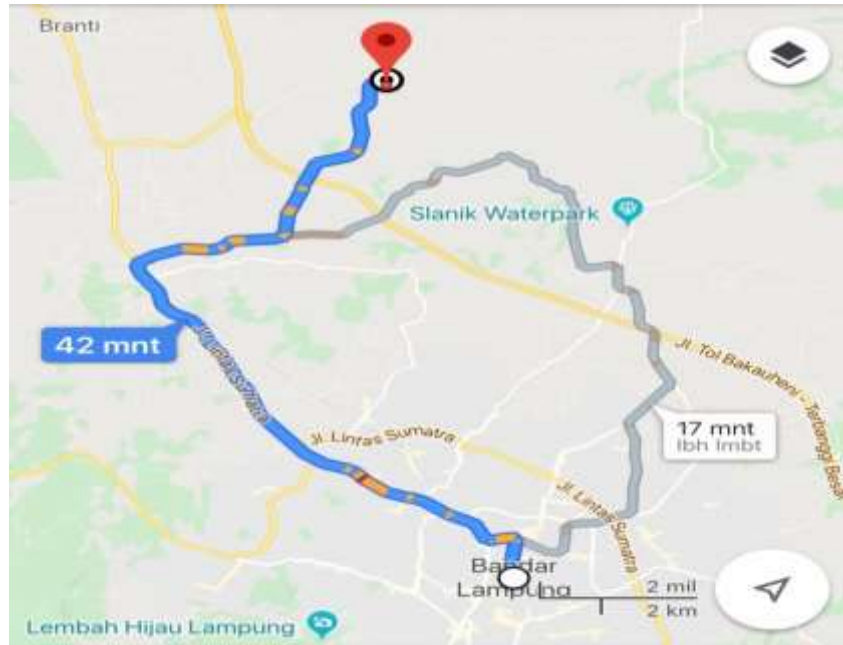 Branti
Slanik Waterpark
42 mnt
Jl. Tol Bakauheni - Terbanggi Besar
17 mnt
lbh lmbt
Jl. Lintas Sumatra
Jl. Lintas Sumatra
Bandar
Lampung
2 mil
2 km
Lembah Hijau Lampung